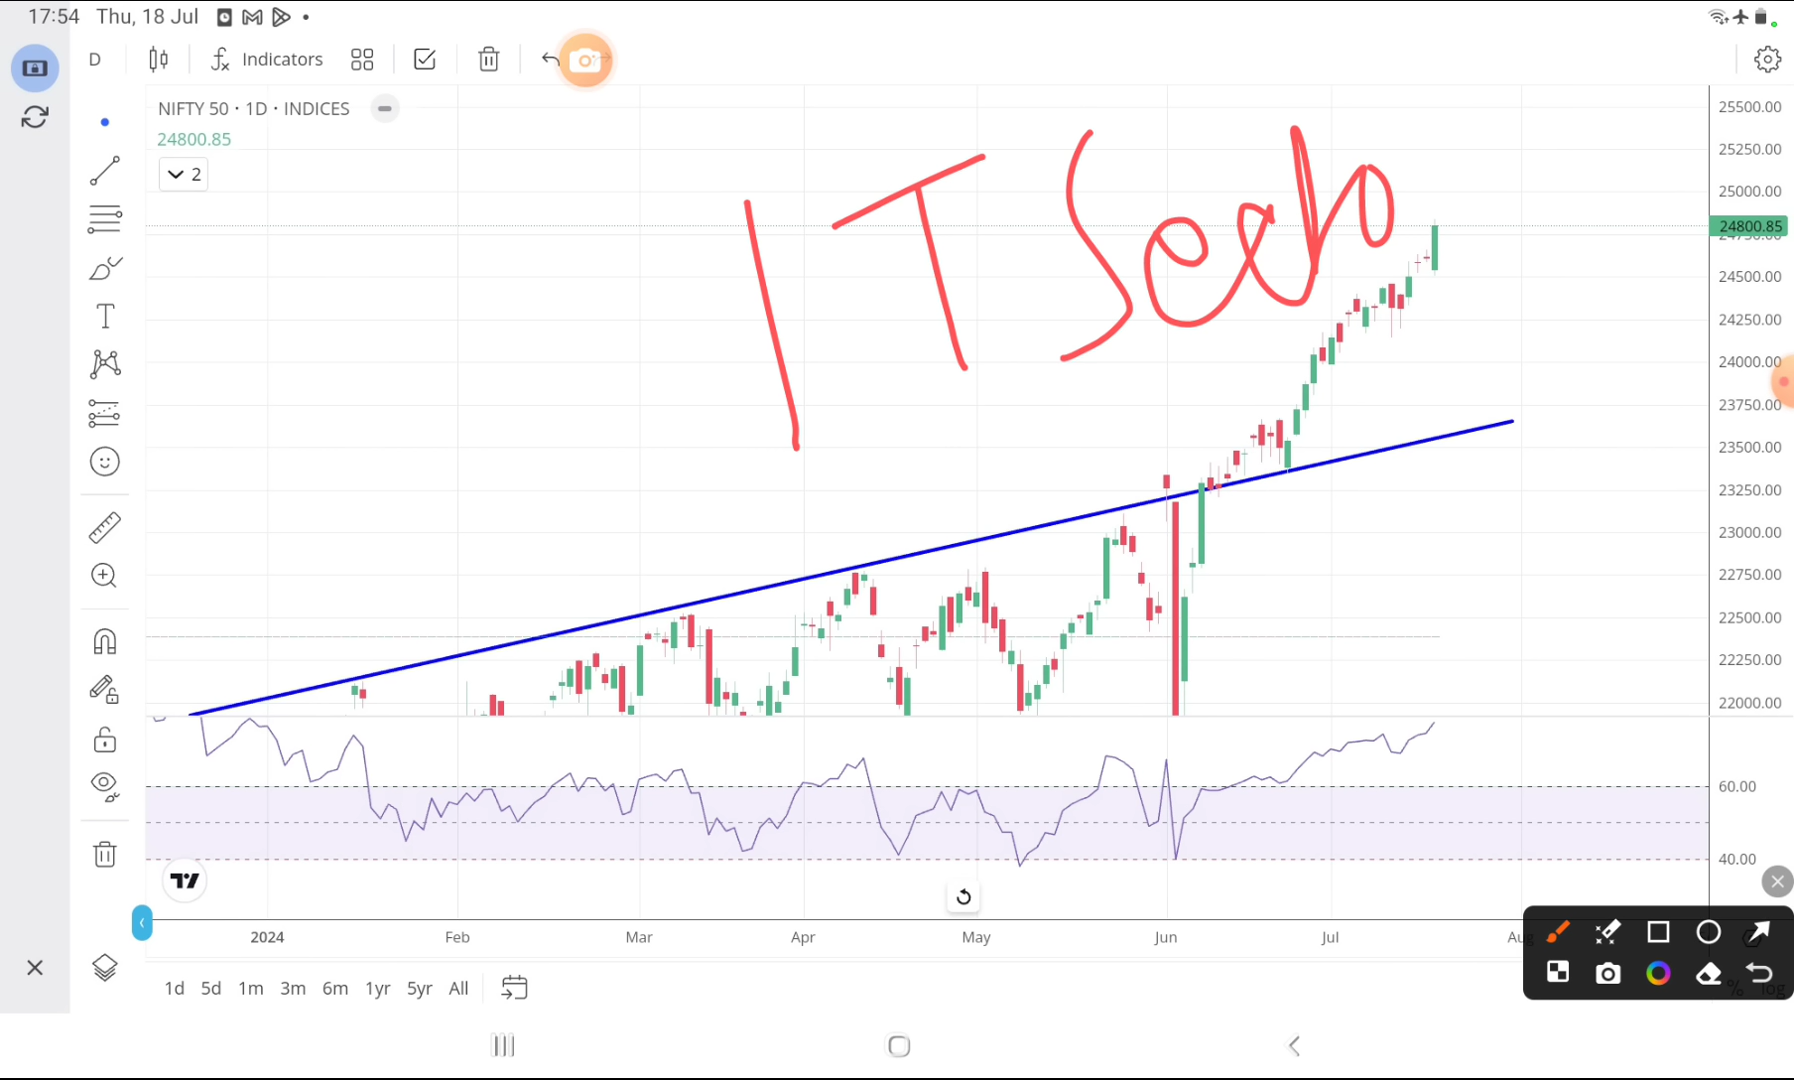 17:54 Thu, 18 Jul
D Indicators
NIFTY 50 · 1D · INDICES
24800.85
2
IT
25500.00
25250.00
25000.00
24800.85
24500.00
24250.00
24000.00
23750.00
23500.00
23250.00
23000.00
22750.00
22500.00
22250.00
22000.00
60.00
40.00
2024 Feb Mar Apr May Jun Jul Aug
1d 5d 1m 3m 6m 1yr 5yr All
% log